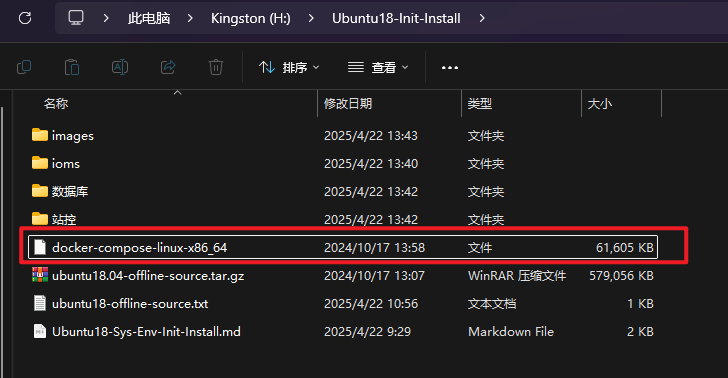 此电脑 > Kingston (H:) > Ubuntu18-Init-Install >
排序 查看 •••
名称 修改日期 类型 大小
images 2025/4/22 13:43 文件夹
ioms 2025/4/22 13:40 文件夹
数据库 2025/4/22 13:42 文件夹
站控 2025/4/22 13:42 文件夹
docker-compose-linux-x86_64 2024/10/17 13:58 文件 61,605 KB
ubuntu18.04-offline-source.tar.gz 2024/10/17 13:07 WinRAR 压缩文件 579,056 KB
ubuntu18-offline-source.txt 2025/4/22 10:56 文本文档 1 KB
Ubuntu18-Sys-Env-Init-Install.md 2025/4/22 9:29 Markdown File 2 KB